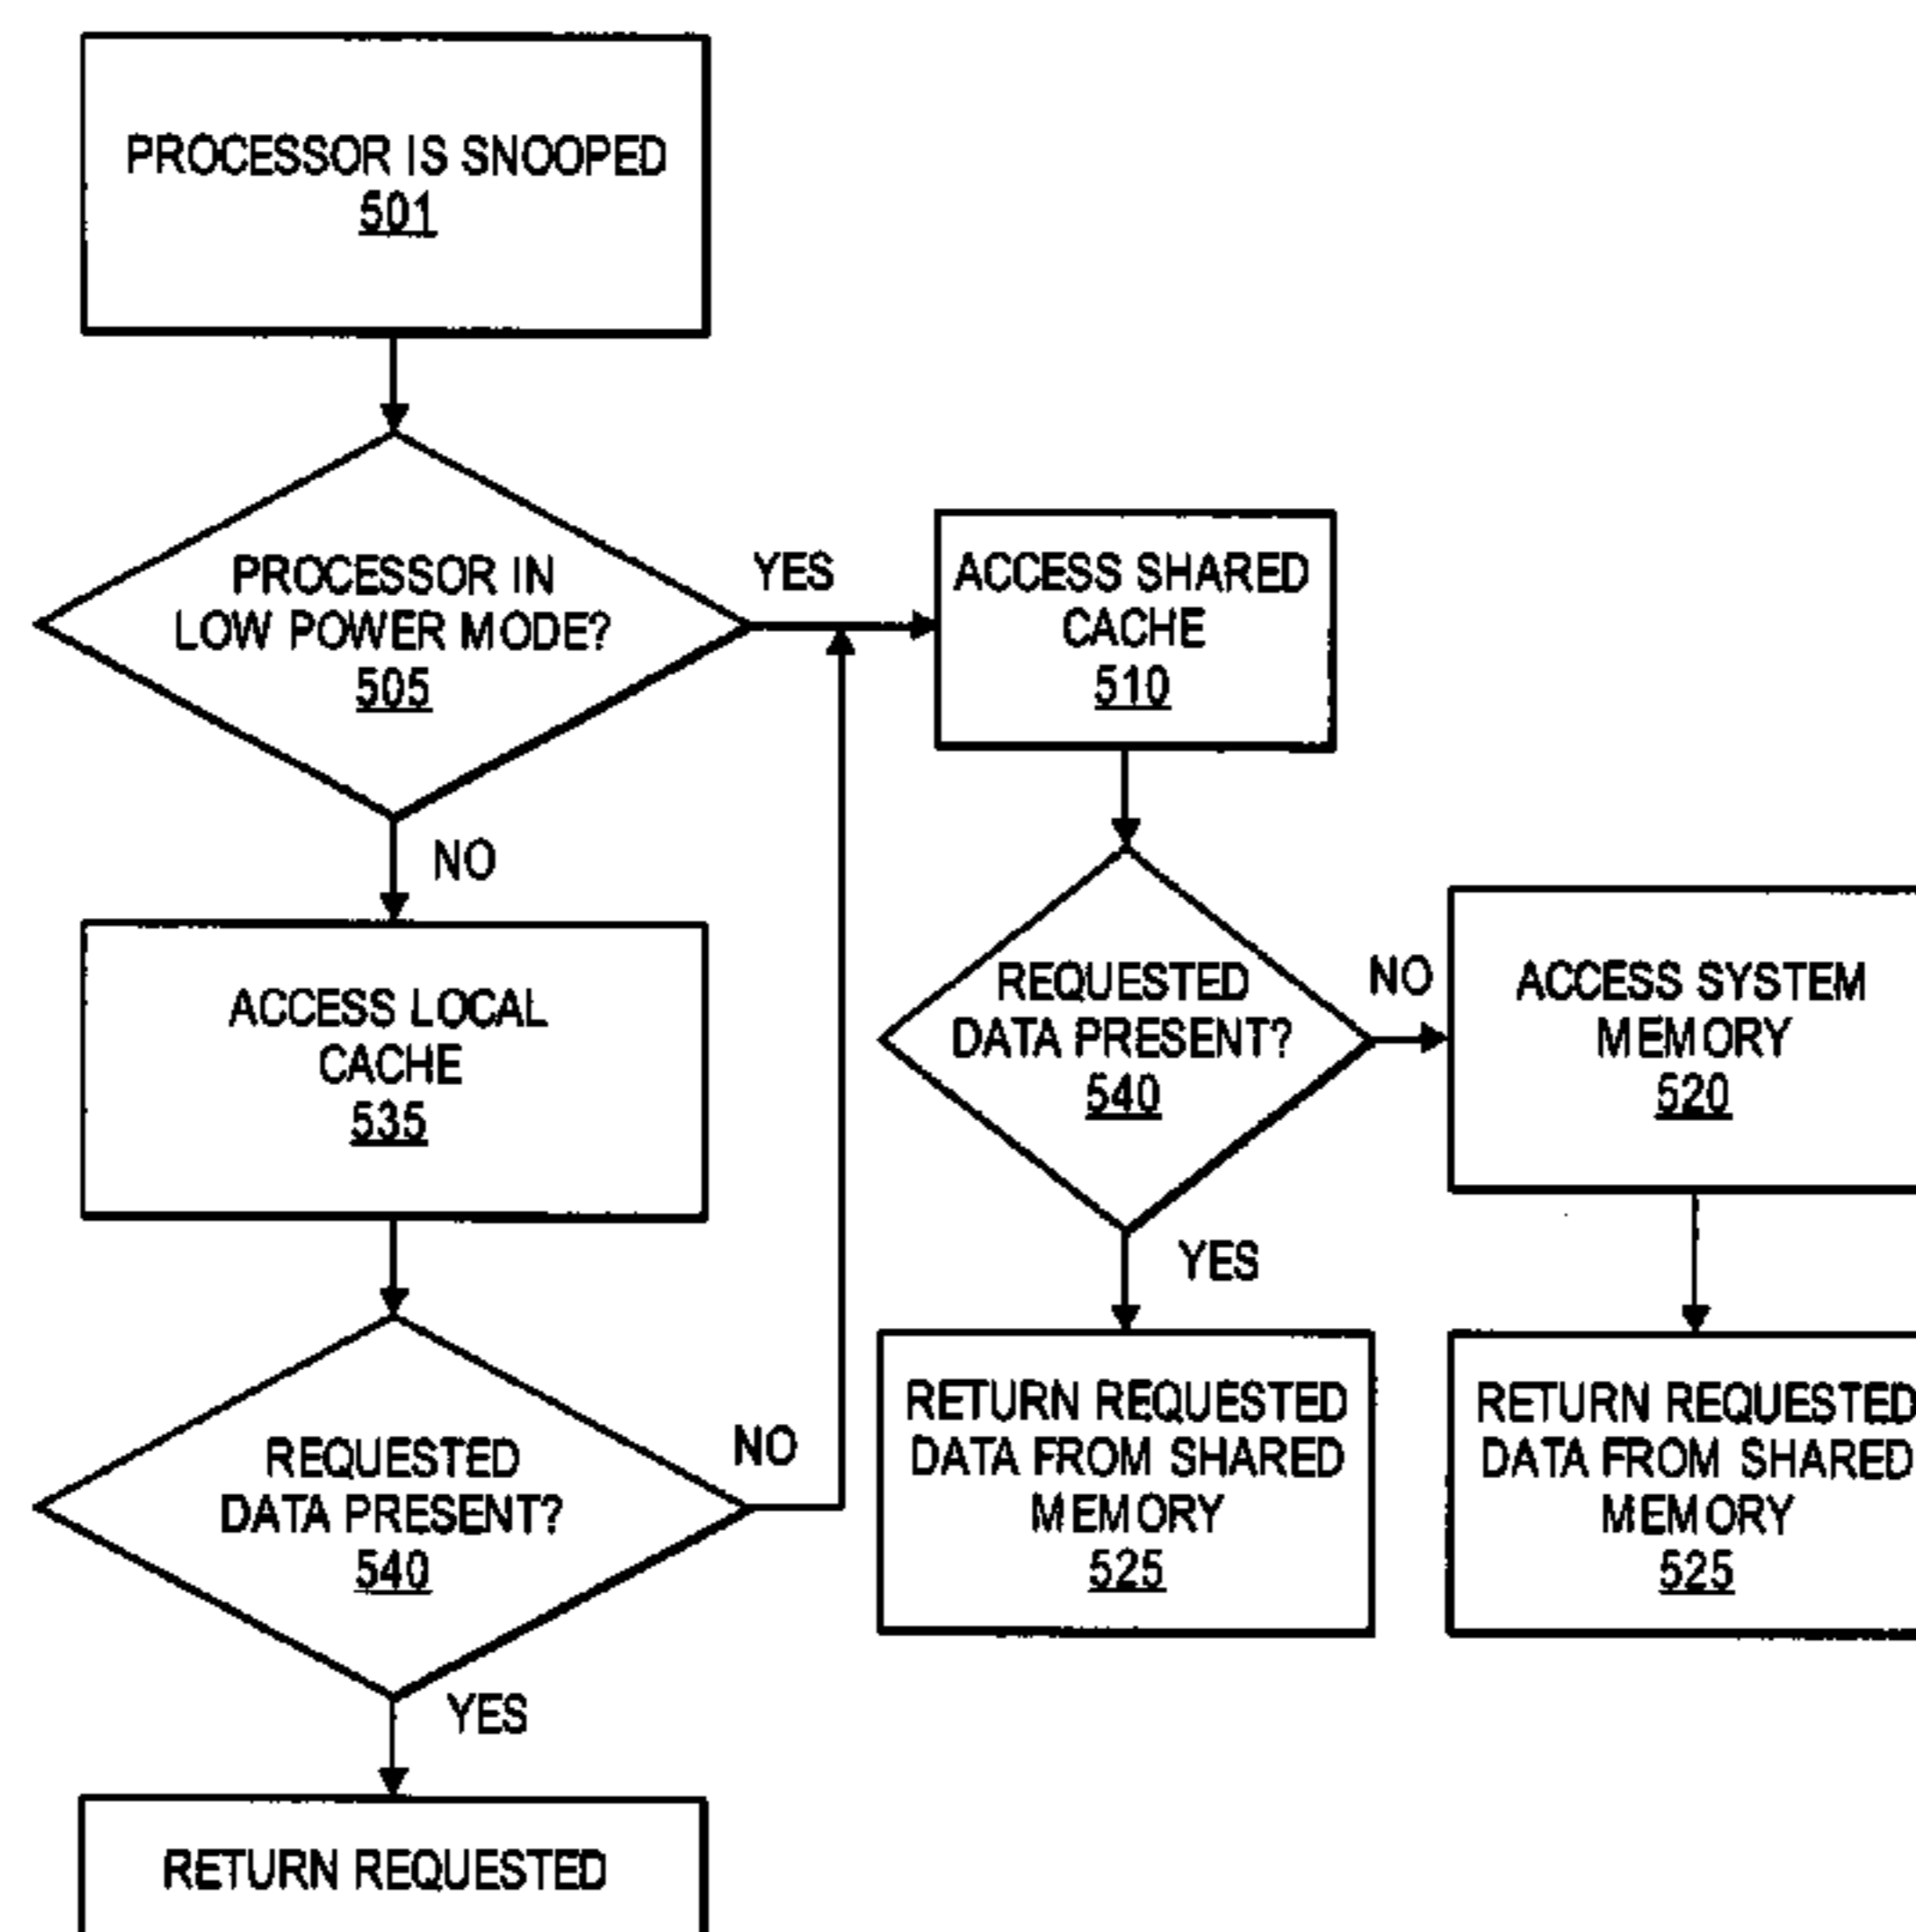 PROCESSOR IS SNOOPED
501
PROCESSOR IN
LOW POWER MODE?
505
YES
NO
ACCESS SHARED
CACHE
510
ACCESS LOCAL
CACHE
535
REQUESTED
DATA PRESENT?
540
NO
YES
ACCESS SYSTEM
MEMORY
520
RETURN REQUESTED
DATA FROM SHARED
MEMORY
525
RETURN REQUESTED
DATA FROM SHARED
MEMORY
525
REQUESTED
DATA PRESENT?
540
NO
YES
RETURN REQUESTED